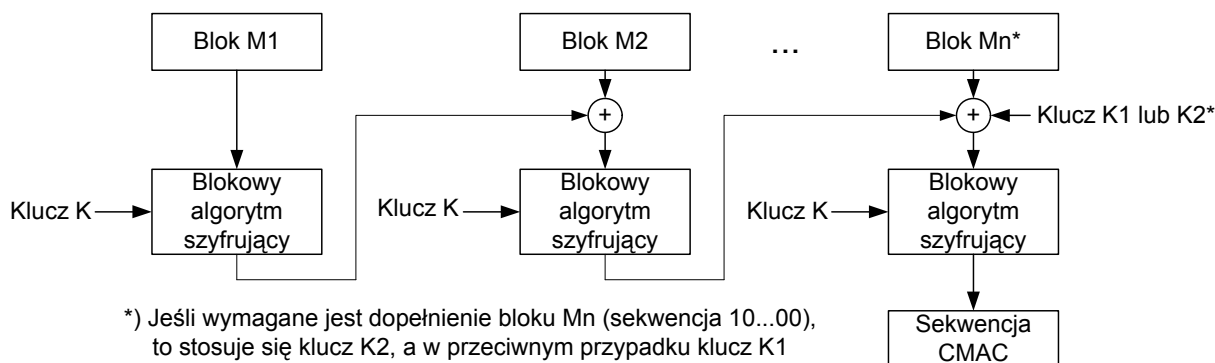 Blok M1
Blok M2
...
Blok Mn*
+
+
Klucz K1 lub K2*
Klucz K
Blokowy
algorytm
szyfrujący
Klucz K
Blokowy
algorytm
szyfrujący
Klucz K
Blokowy
algorytm
szyfrujący
*) Jeśli wymagane jest dopełnienie bloku Mn (sekwencja 10...00),
to stosuje się klucz K2, a w przeciwnym przypadku klucz K1
Sekwencja
CMAC